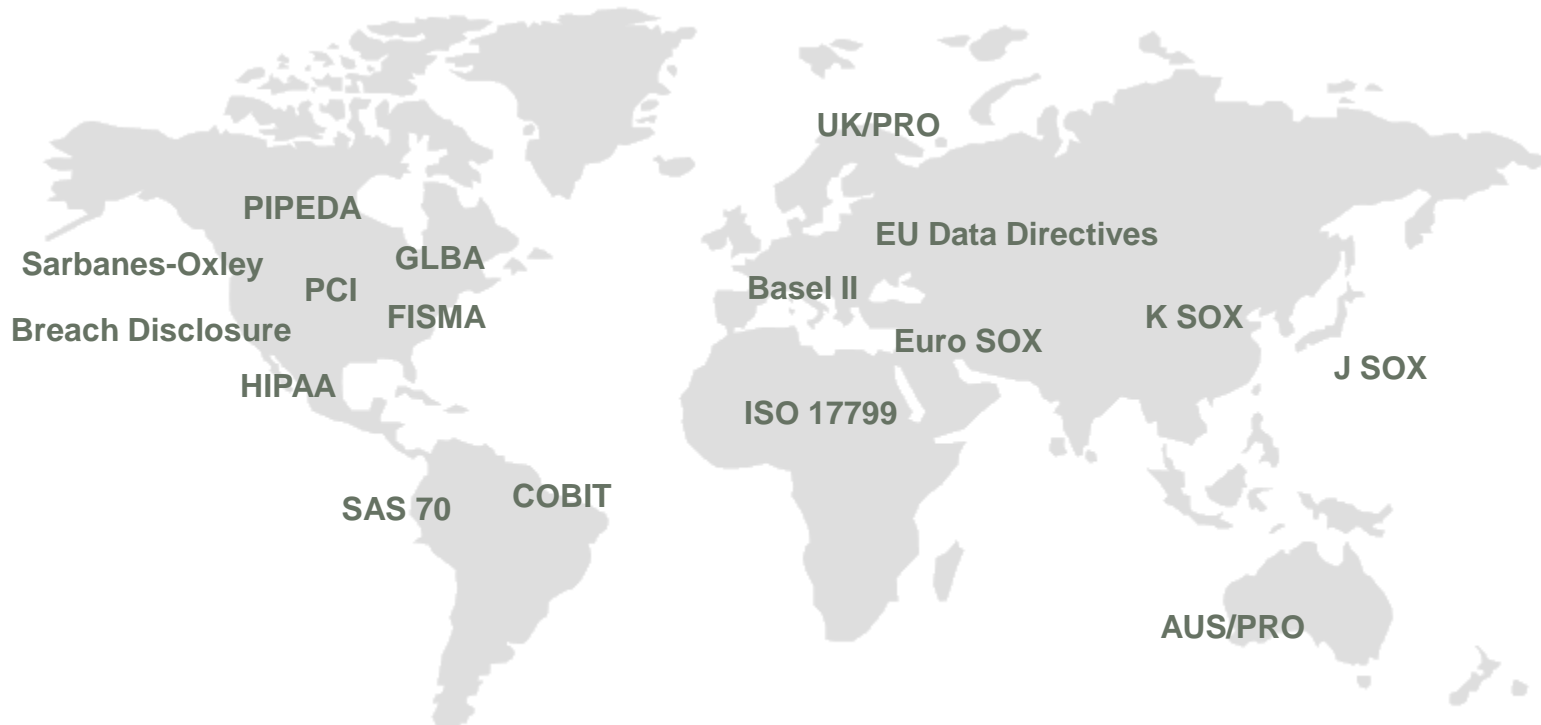 UK/PRO
PIPEDA
EU Data Directives
Sarbanes-Oxley
GLBA
PCI
Basel II
Breach Disclosure
FISMA
K SOX
Euro SOX
J SOX
HIPAA
ISO 17799
SAS 70
COBIT
AUS/PRO